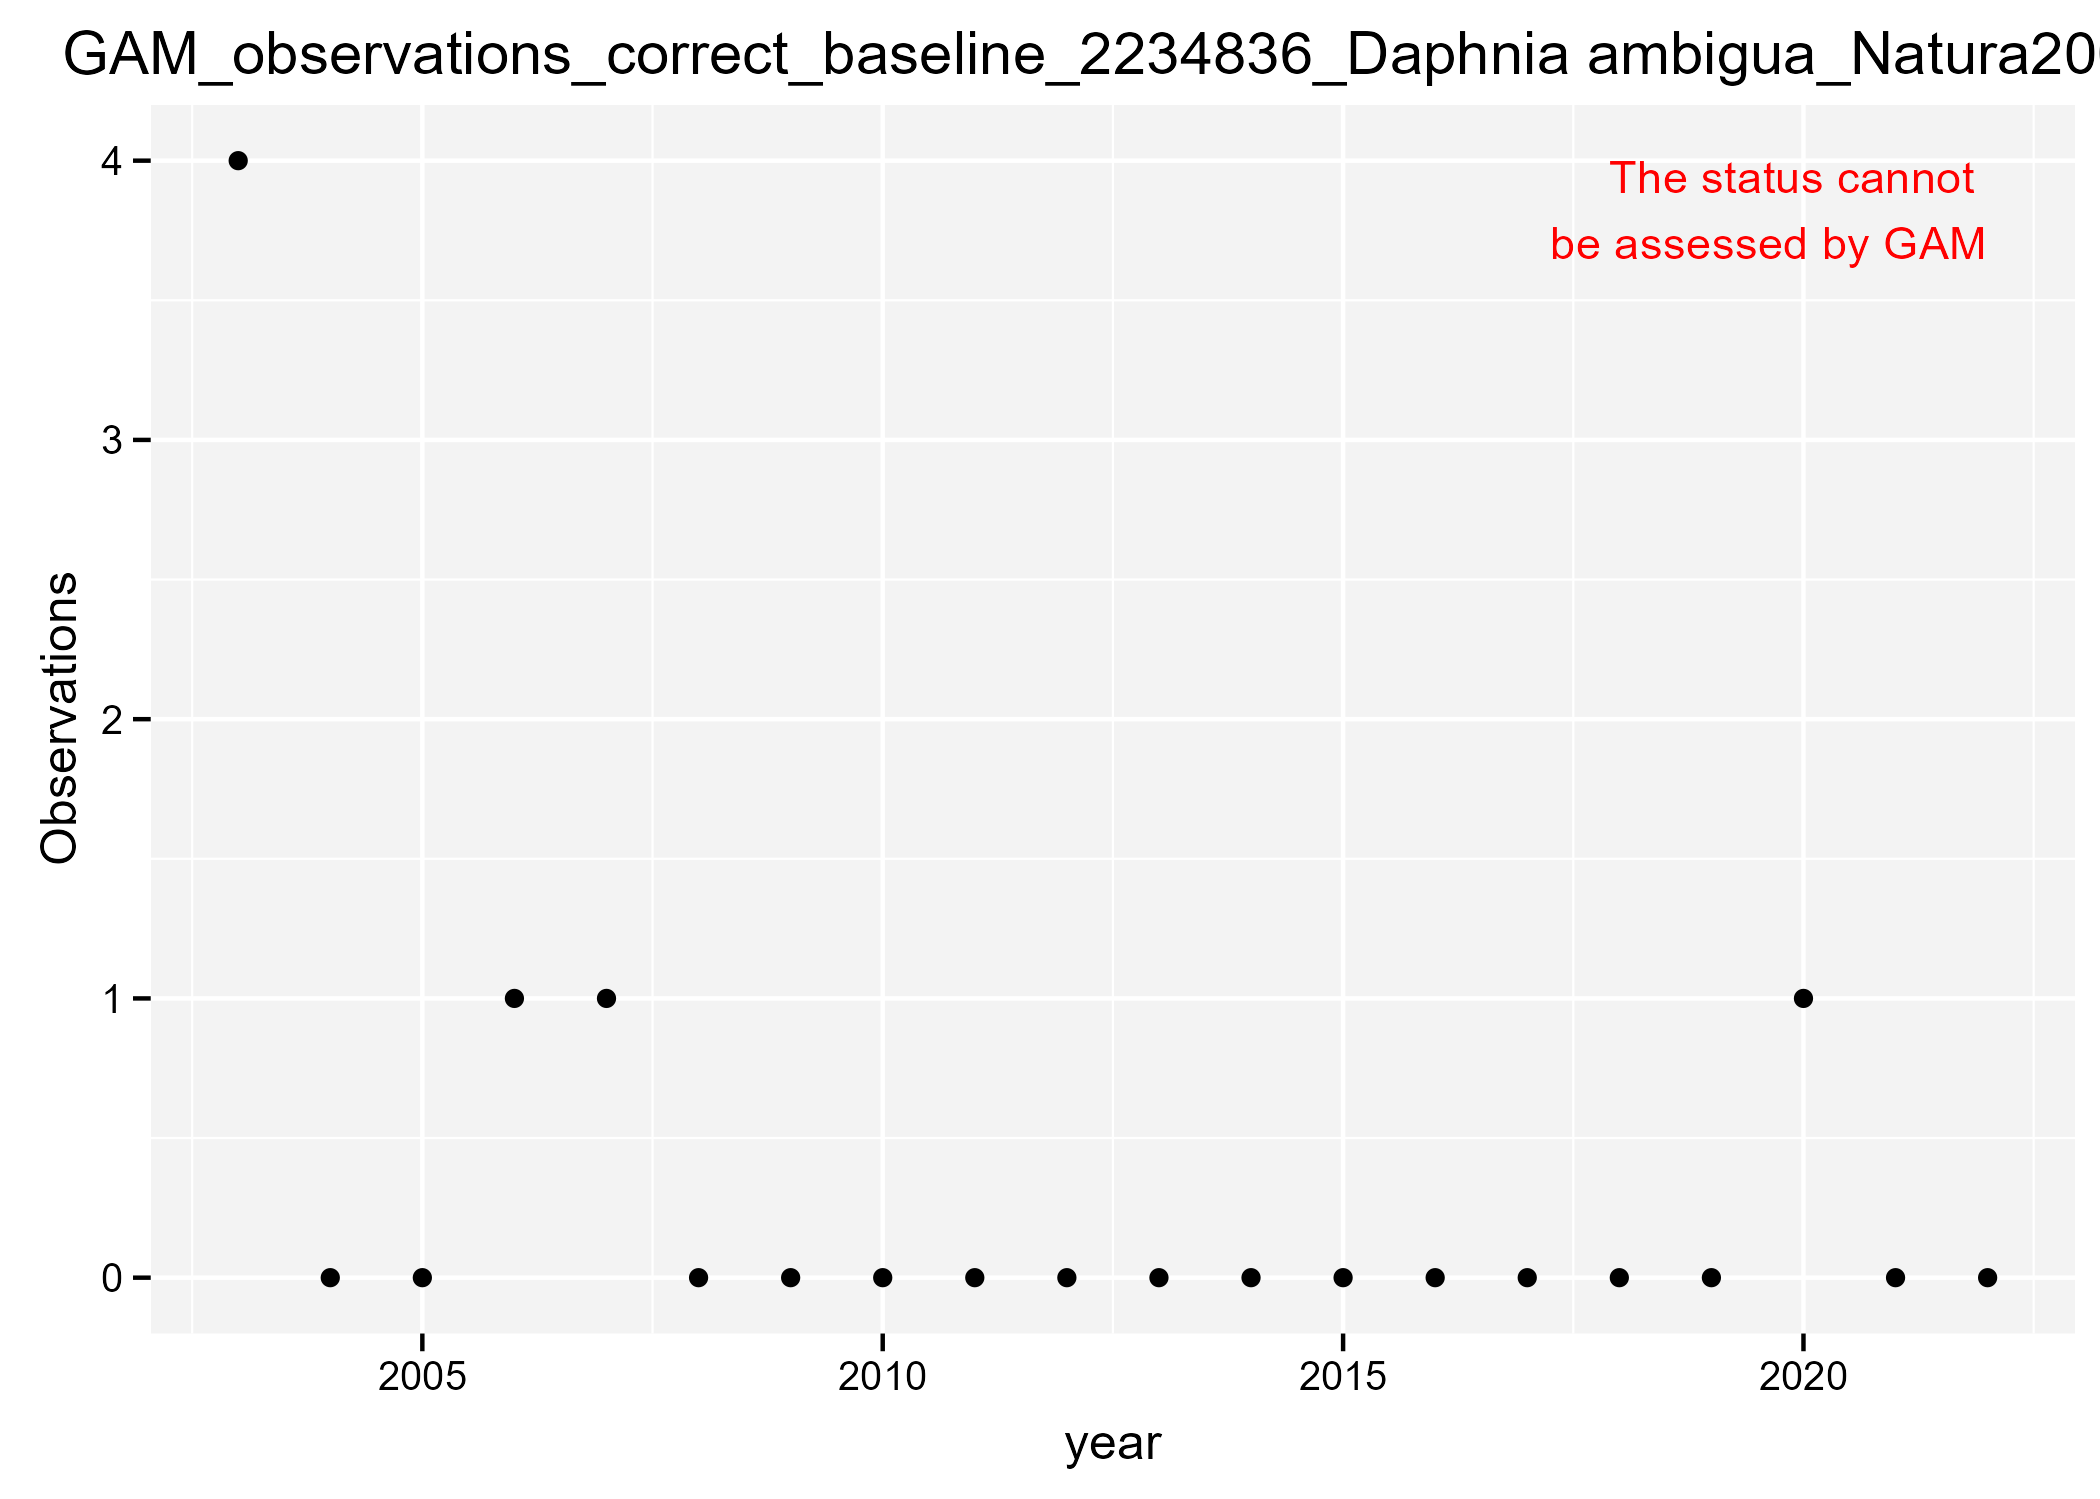 GAM_observations_correct_baseline_2234836_Daphnia ambigua_Natura20
The status cannot
be assessed by GAM
Observations
4
3
2
1
0
2005 2010 2015 2020
year